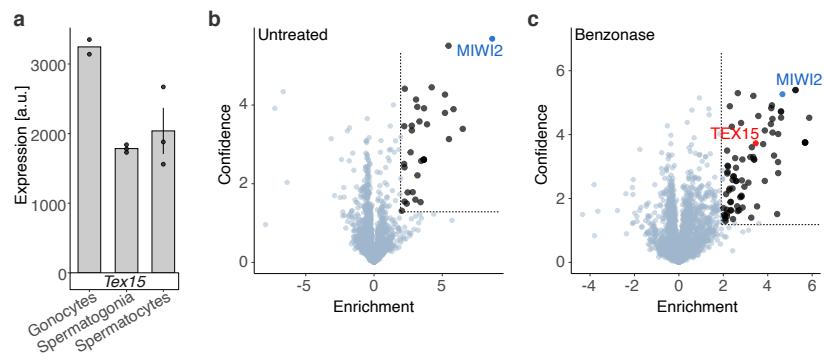 a
Expression [a.u.]
3000
2000
1000
0
Tex15
Gonocytes
Spermatogonia
Spermatocytes
b
Untreated
MIWI2
Confidence
4
2
0
-5
0
5
Enrichment
c
Benzonase
MIWI2
TEX15
Confidence
6
4
2
0
-4
-2
0
2
4
6
Enrichment